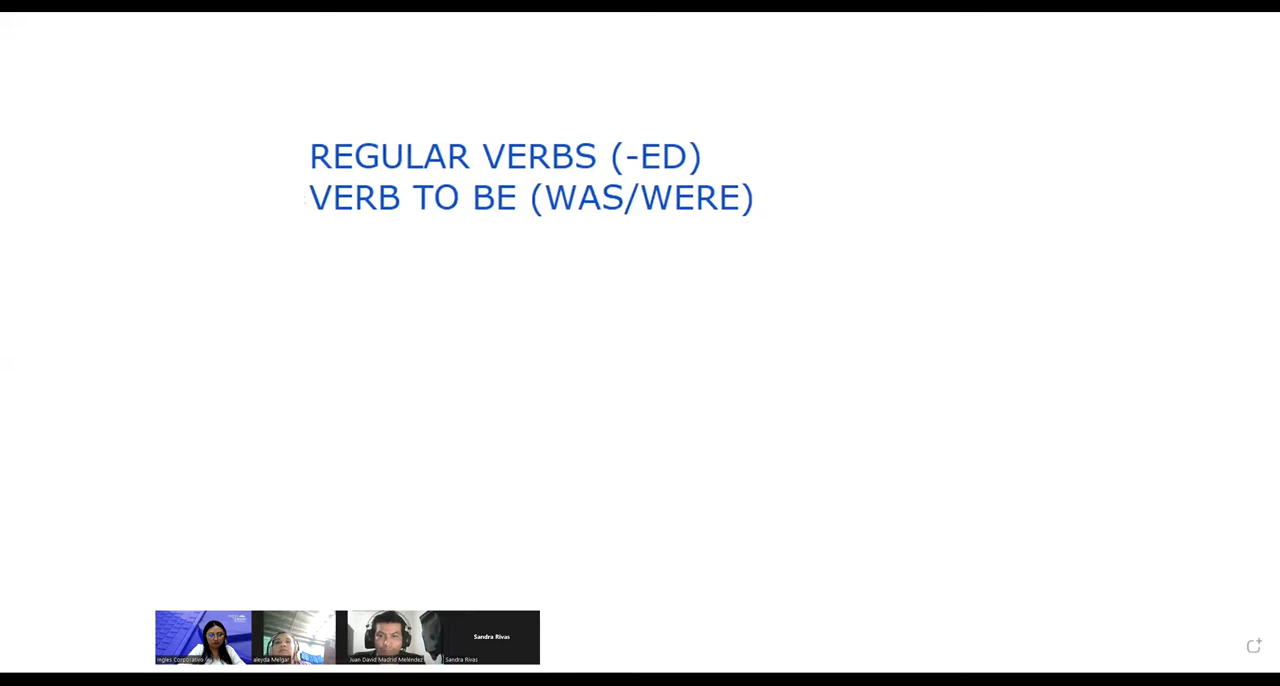 REGULAR VERBS (-ED)
VERB TO BE (WAS/WERE)
Sandra Rivas
Ingles Corporativo
aleyda Melgar
Juan David Madrid Meléndez
Sandra Rivas